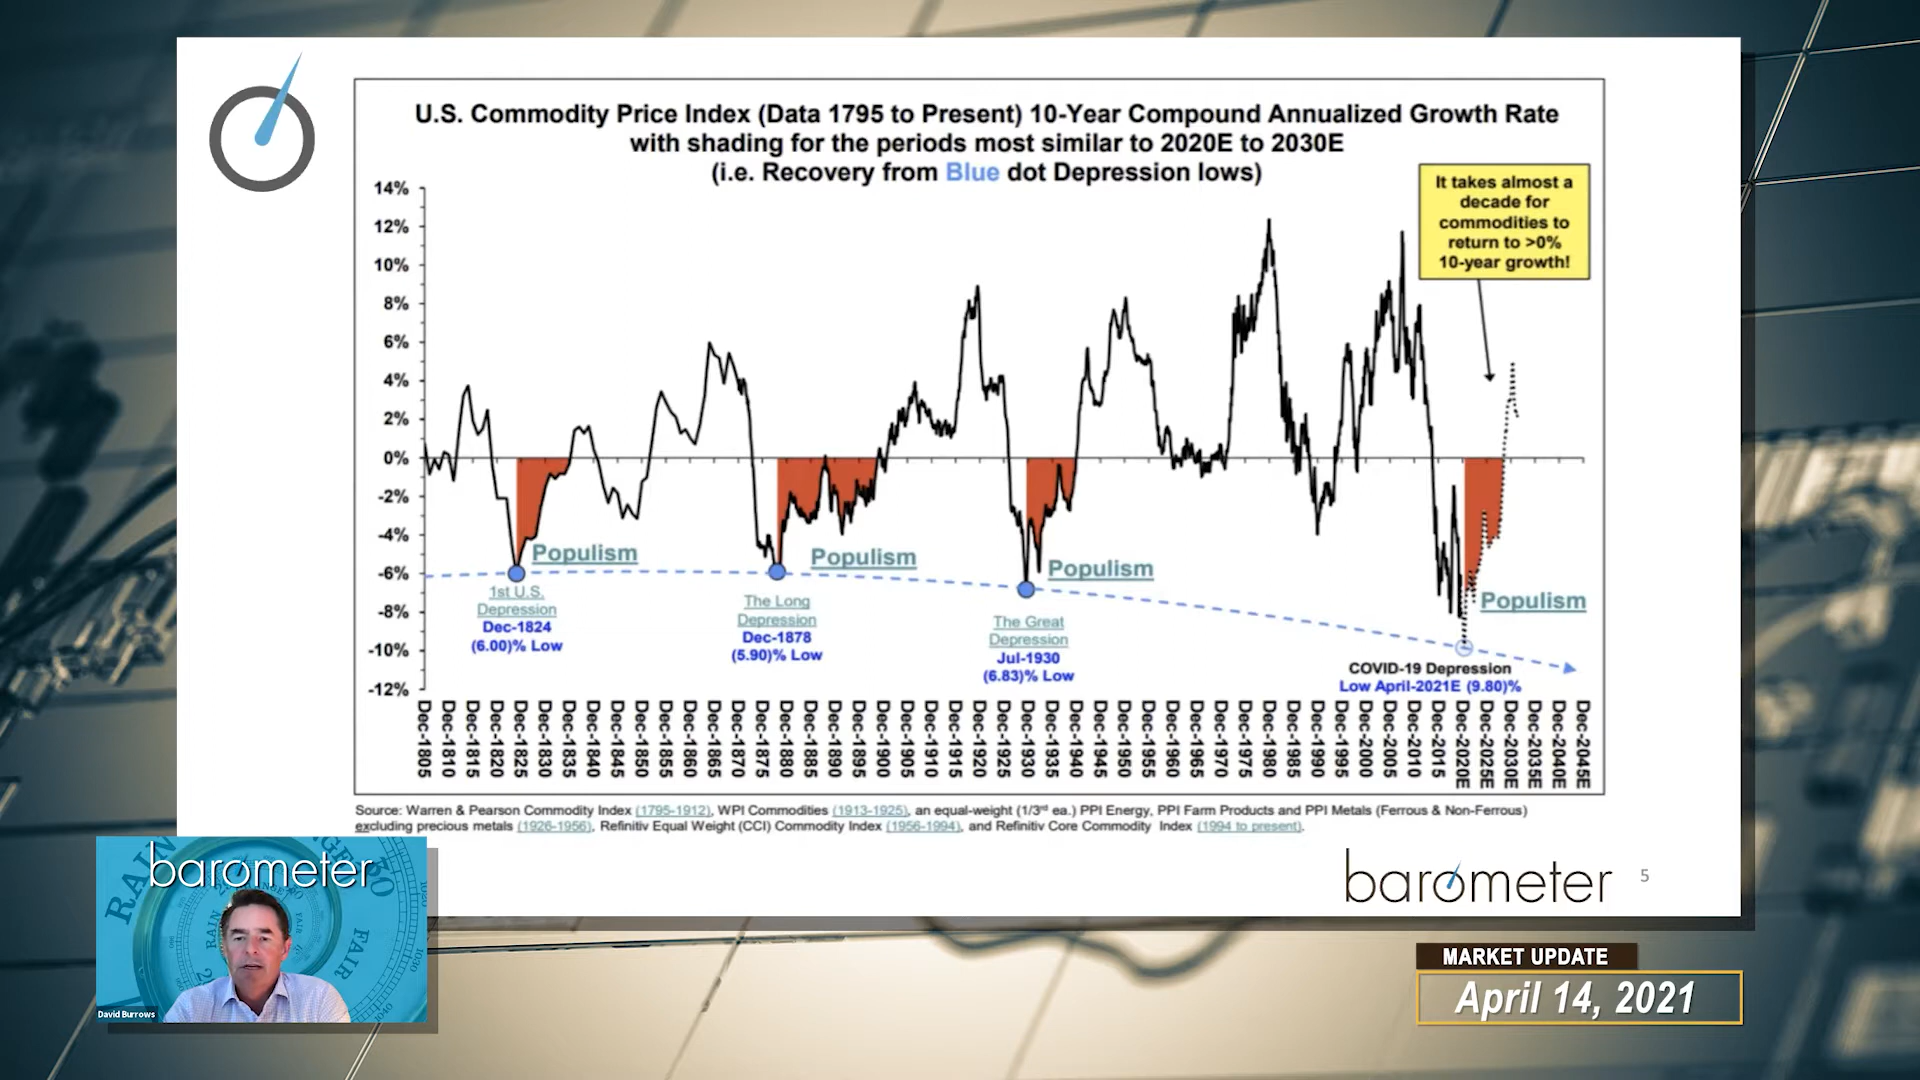 U.S. Commodity Price Index (Data 1795 to Present) 10-Year Compound Annualized Growth Rate
with shading for the periods most similar to 2020E to 2030E
(i.e. Recovery from Blue dot Depression lows)
It takes almost a
decade for
commodities to
return to >0%
10-year growth!
14%
12%
10%
8%
6%
4%
2%
0%
-2%
-4%
-6%
-8%
-10%
-12%
Populism
Populism
Populism
Populism
1st U.S.
Depression
Dec-1824
(6.00)% Low
The Long
Depression
Dec-1878
(5.90)% Low
The Great
Depression
Jul-1930
(6.83)% Low
COVID-19 Depression
Low April-2021E (9.80)%
Dec-1805
Dec-1810
Dec-1815
Dec-1820
Dec-1825
Dec-1830
Dec-1835
Dec-1840
Dec-1845
Dec-1850
Dec-1855
Dec-1860
Dec-1865
Dec-1870
Dec-1875
Dec-1880
Dec-1885
Dec-1890
Dec-1895
Dec-1900
Dec-1905
Dec-1910
Dec-1915
Dec-1920
Dec-1925
Dec-1930
Dec-1935
Dec-1940
Dec-1945
Dec-1950
Dec-1955
Dec-1960
Dec-1965
Dec-1970
Dec-1975
Dec-1980
Dec-1985
Dec-1990
Dec-1995
Dec-2000
Dec-2005
Dec-2010
Dec-2015
Dec-2020E
Dec-2025E
Dec-2030E
Dec-2035E
Dec-2040E
Dec-2045E
Source: Warren & Pearson Commodity Index (1795-1912), WPI Commodities (1913-1925), an equal-weight (1/3rd ea.) PPI Energy, PPI Farm Products and PPI Metals (Ferrous & Non-Ferrous)
excluding precious metals (1926-1956), Refinitiv Equal Weight (CCI) Commodity Index (1956-1994), and Refinitiv Core Commodity Index (1994 to present).
barometer
5
barometer
RAIN
RAIN
FAIR
FAIR
1030
David Burrows
MARKET UPDATE
April 14, 2021